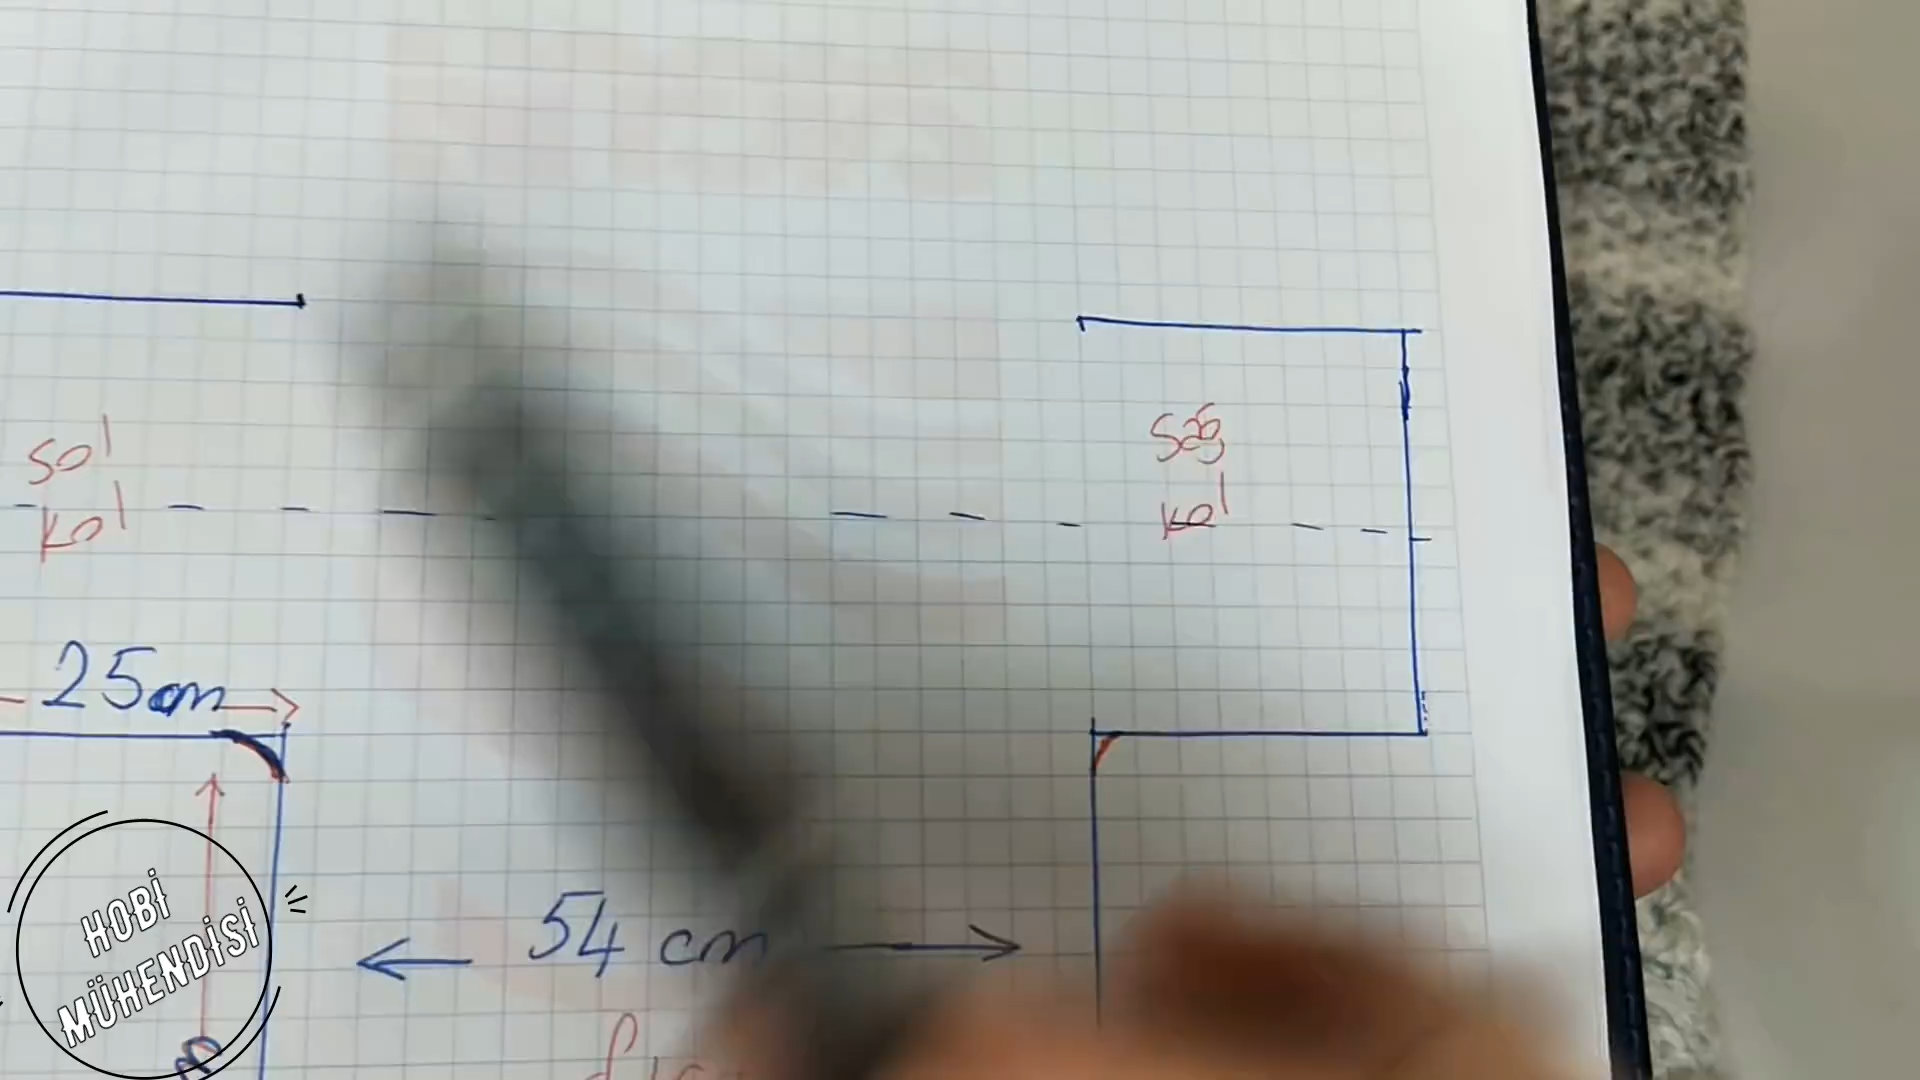 sol
kol
sağ
kol
25cm
54 cm
HOBİ
MÜHENDİSİ